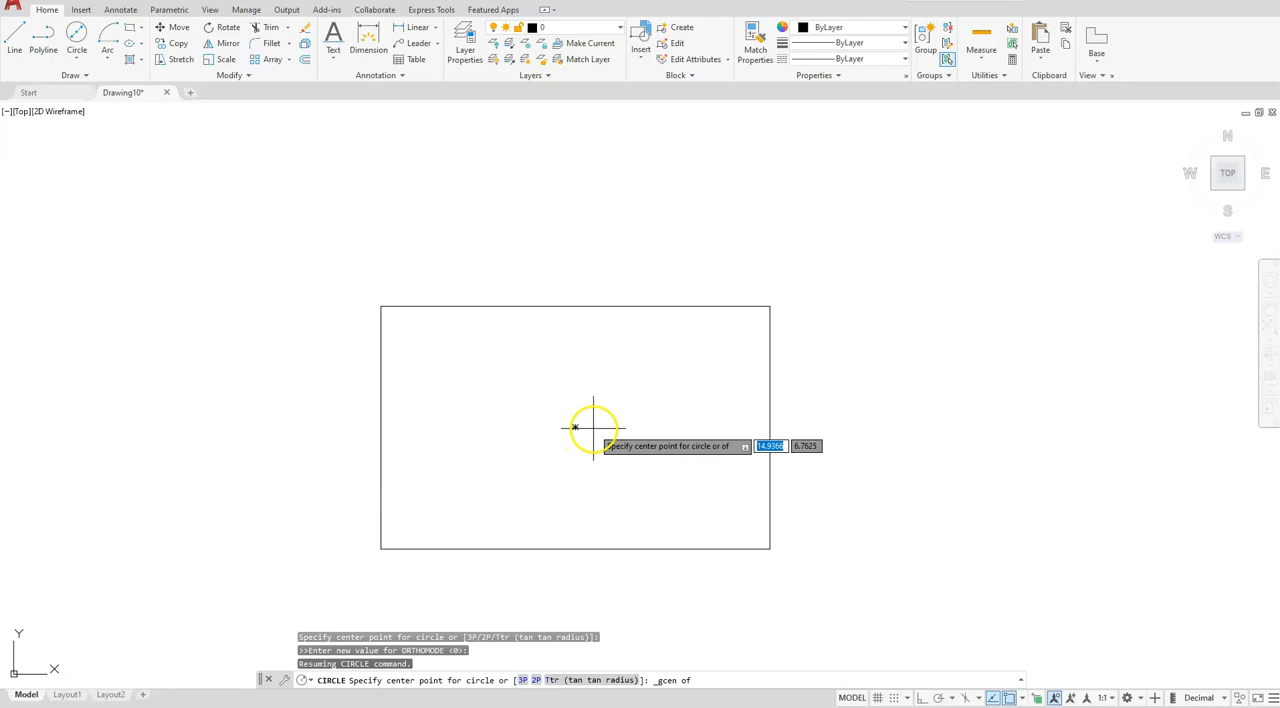 Home Insert Annotate Parametric View Manage Output Add-ins Collaborate Express Tools Featured Apps
Line Polyline Circle Arc
Move Rotate Trim
Copy Mirror Fillet
Stretch Scale Array
Text Dimension
Linear
Leader
Table
Layer Properties
0
Make Current
Match Layer
Insert
Create
Edit
Edit Attributes
Match Properties
ByLayer
ByLayer
ByLayer
Group
Measure
Paste
Base
Draw Modify Annotation Layers Block Properties Groups Utilities Clipboard View
Start Drawing10*
[−][Top][2D Wireframe]
N
W TOP E
S
WCS
Specify center point for circle or of 14.9366 6.7625
Y
X
Specify center point for circle or [3P/2P/Ttr (tan tan radius)]:
>>Enter new value for ORTHOMODE <0>:
Resuming CIRCLE command.
CIRCLE Specify center point for circle or [3P 2P Ttr (tan tan radius)]: _gcen of
Model Layout1 Layout2 + MODEL 1:1 Decimal